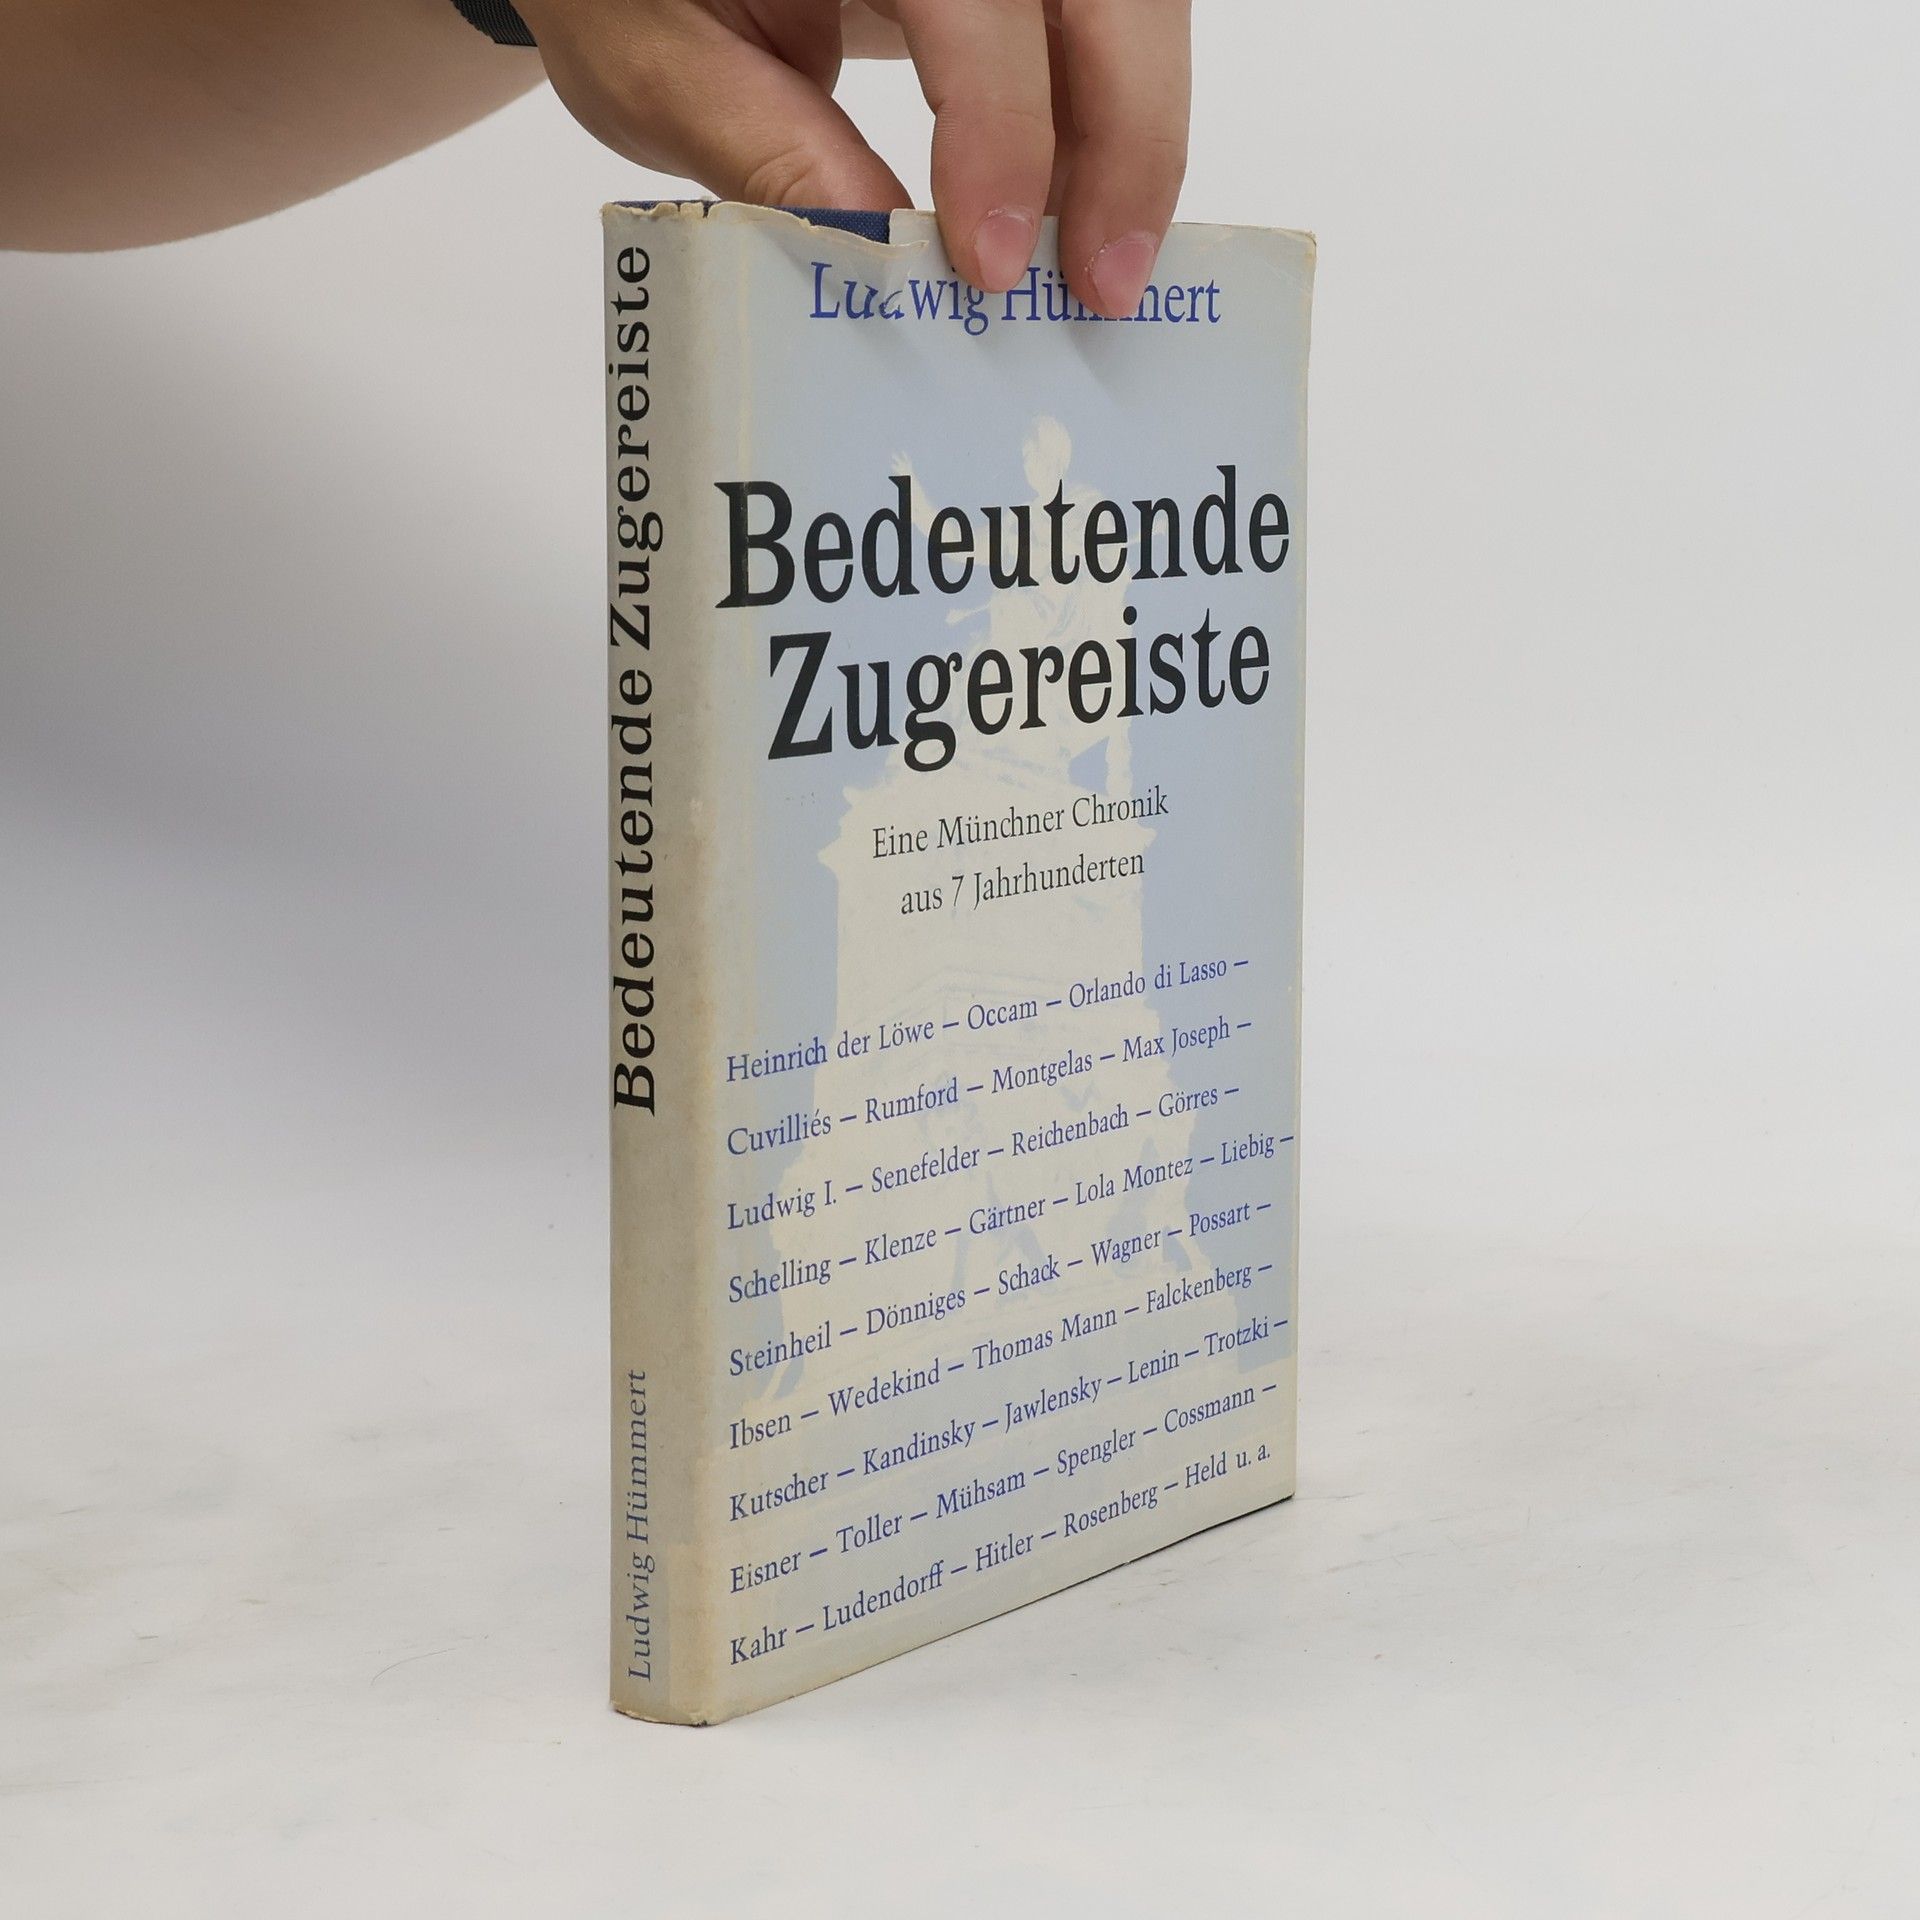 Bedeutende Zugereiste
Ludwig Hümmert
Ludwig Hümmert
Bedeutende
Zugereiste
Eine Münchner Chronik
aus 7 Jahrhunderten
Heinrich der Löwe – Occam – Orlando di Lasso –
Cuvilliés – Rumford – Montgelas – Max Joseph –
Ludwig I. – Senefelder – Reichenbach – Görres –
Schelling – Klenze – Gärtner – Lola Montez – Liebig –
Steinheil – Dönniges – Schack – Wagner – Possart –
Ibsen – Wedekind – Thomas Mann – Falckenberg –
Kutscher – Kandinsky – Jawlensky – Lenin – Trotzki –
Eisner – Toller – Mühsam – Spengler – Cossmann –
Kahr – Ludendorff – Hitler – Rosenberg – Held u. a.